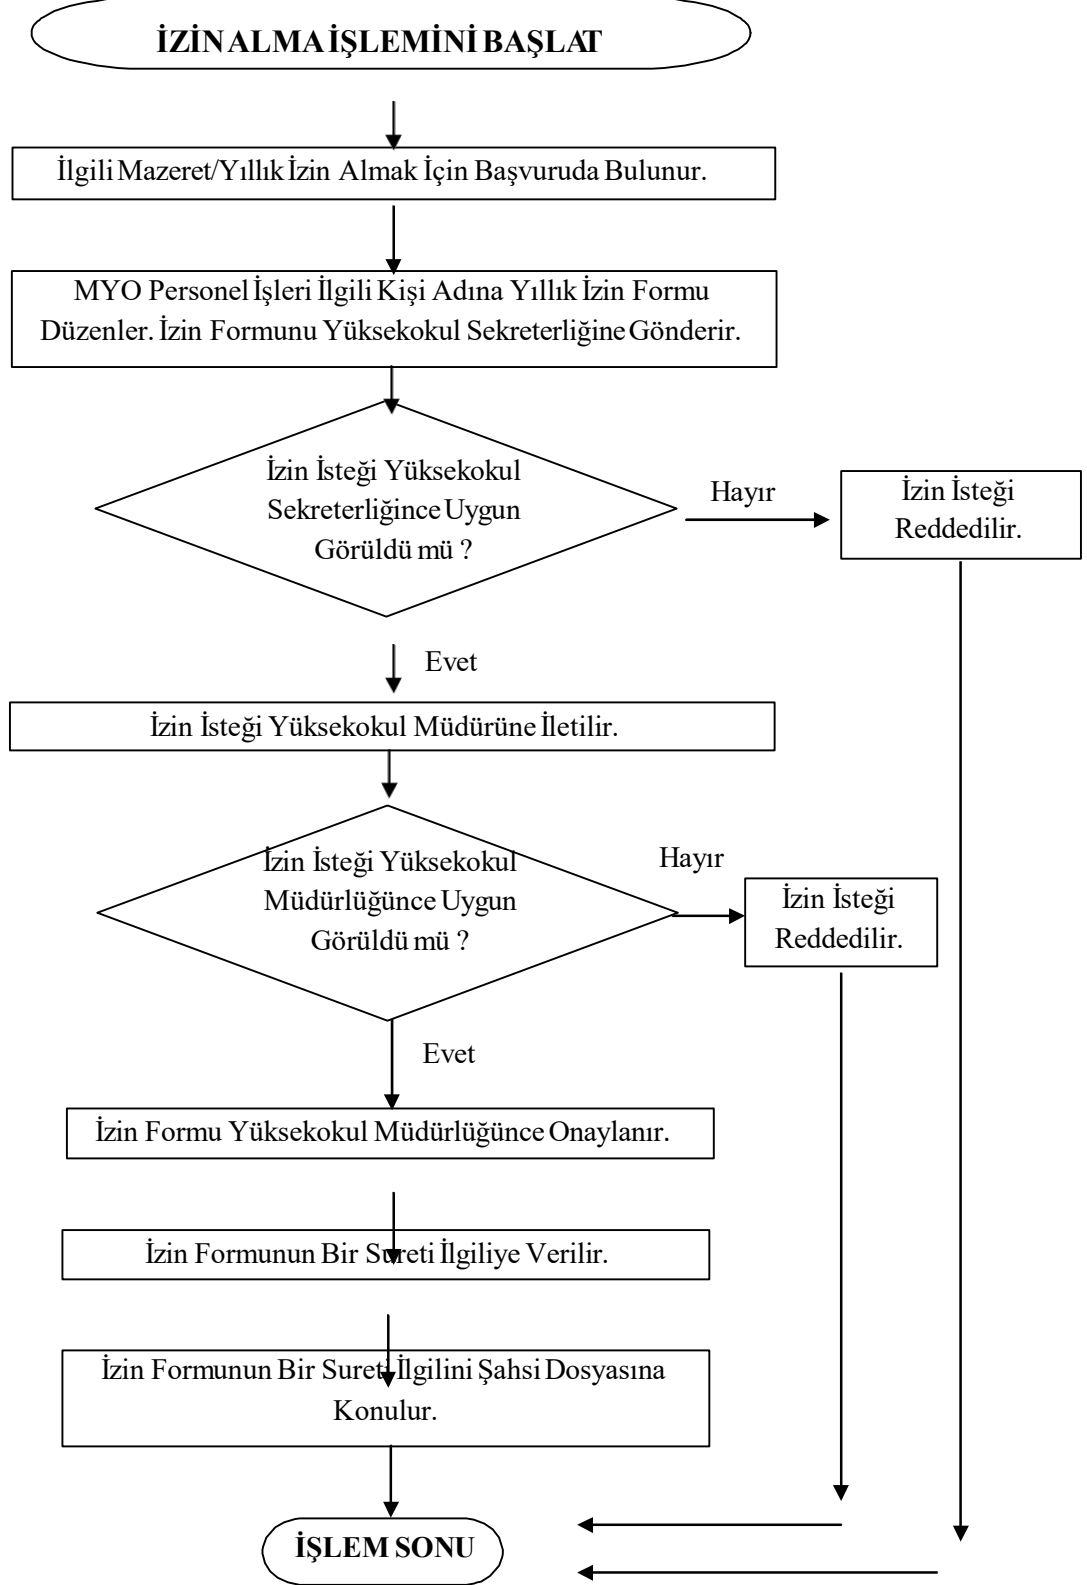 İZİN ALMA İŞLEMİNİ BAŞLAT
İlgili Mazeret/Yıllık İzin Almak İçin Başvuruda Bulunur.
MYO Personel İşleri İlgili Kişi Adına Yıllık İzin Formu
Düzenler. İzin Formunu Yüksekokul Sekreterliğine Gönderir.
İzin İsteği Yüksekokul
Sekreterliğince Uygun
Görüldü mü ?
Hayır
İzin İsteği
Reddedilir.
Evet
İzin İsteği Yüksekokul Müdürüne İletilir.
İzin İsteği Yüksekokul
Müdürlüğünce Uygun
Görüldü mü ?
Hayır
İzin İsteği
Reddedilir.
Evet
İzin Formu Yüksekokul Müdürlüğünce Onaylanır.
İzin Formunun Bir Sureti İlgiliye Verilir.
İzin Formunun Bir Sureti İlgilini Şahsi Dosyasına
Konulur.
İŞLEM SONU